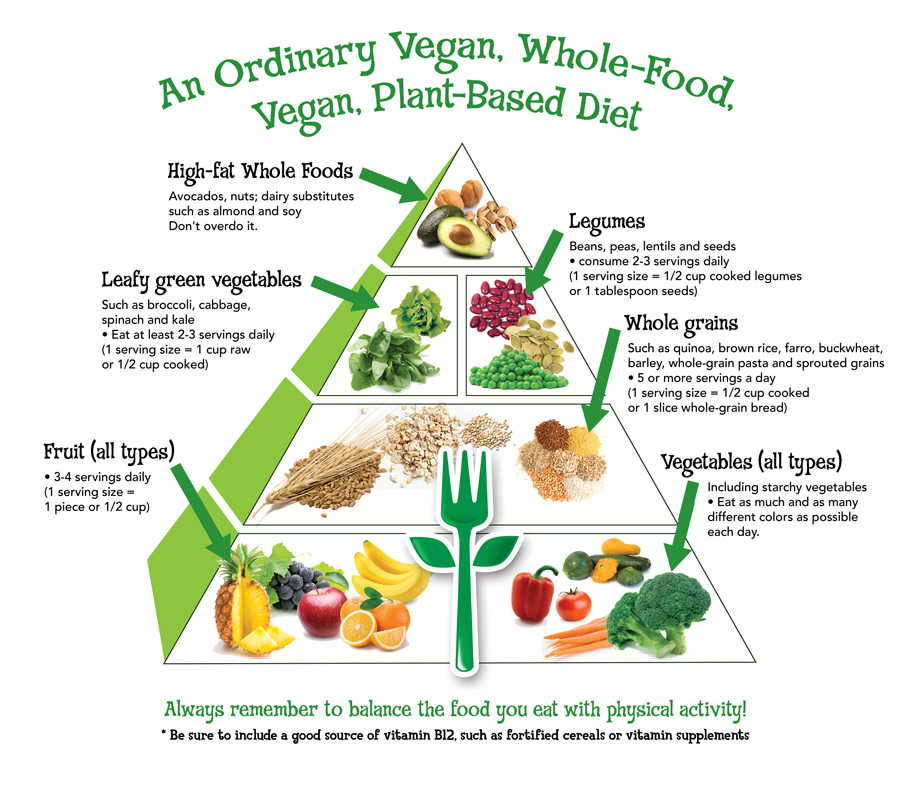 An Ordinary Vegan, Whole-Food,
Vegan, Plant-Based Diet
High-fat Whole Foods
Avocados, nuts; dairy substitutes
such as almond and soy
Don't overdo it.
Legumes
Beans, peas, lentils and seeds
• consume 2-3 servings daily
(1 serving size = 1/2 cup cooked legumes
or 1 tablespoon seeds)
Leafy green vegetables
Such as broccoli, cabbage,
spinach and kale
• Eat at least 2-3 servings daily
(1 serving size = 1 cup raw
or 1/2 cup cooked)
Whole grains
Such as quinoa, brown rice, farro, buckwheat,
barley, whole-grain pasta and sprouted grains
• 5 or more servings a day
(1 serving size = 1/2 cup cooked
or 1 slice whole-grain bread)
Fruit (all types)
• 3-4 servings daily
(1 serving size =
1 piece or 1/2 cup)
Vegetables (all types)
Including starchy vegetables
• Eat as much and as many
different colors as possible
each day.
Always remember to balance the food you eat with physical activity!
* Be sure to include a good source of vitamin B12, such as fortified cereals or vitamin supplements